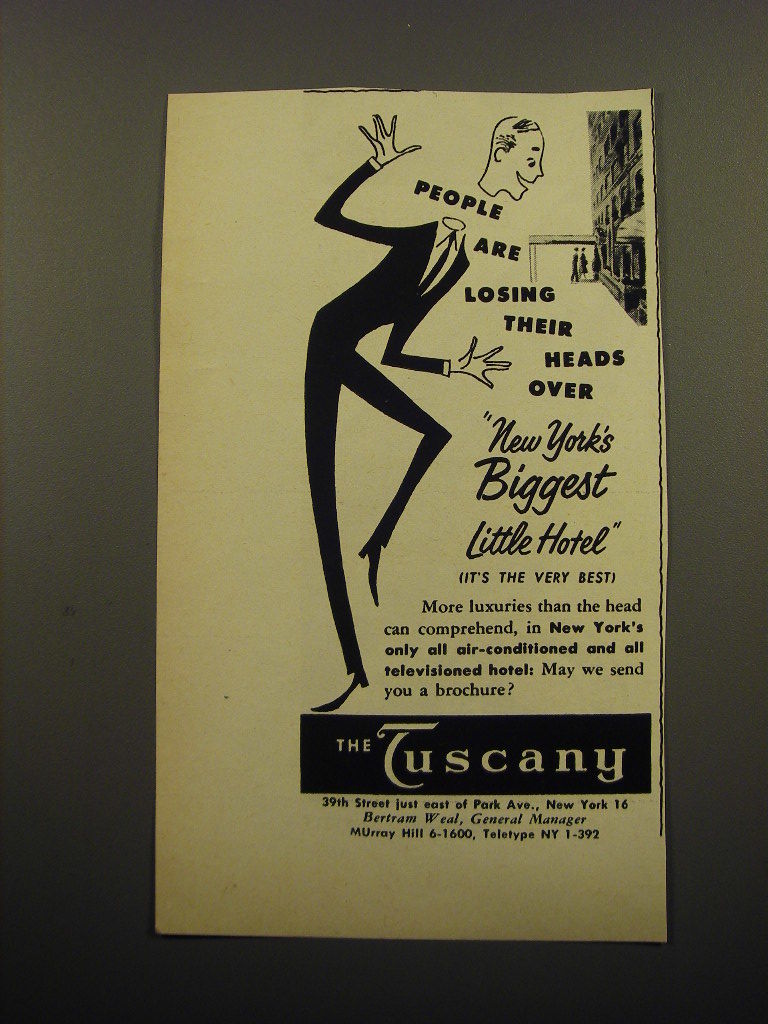 PEOPLE
ARE
LOSING
THEIR
HEADS
OVER
"New York's
Biggest
Little Hotel"
(IT'S THE VERY BEST)
More luxuries than the head
can comprehend, in New York's
only all air-conditioned and all
televisioned hotel: May we send
you a brochure?
THE Tuscany
39th Street just east of Park Ave., New York 16
Bertram Weal, General Manager
MUrray Hill 6-1600, Teletype NY 1-392